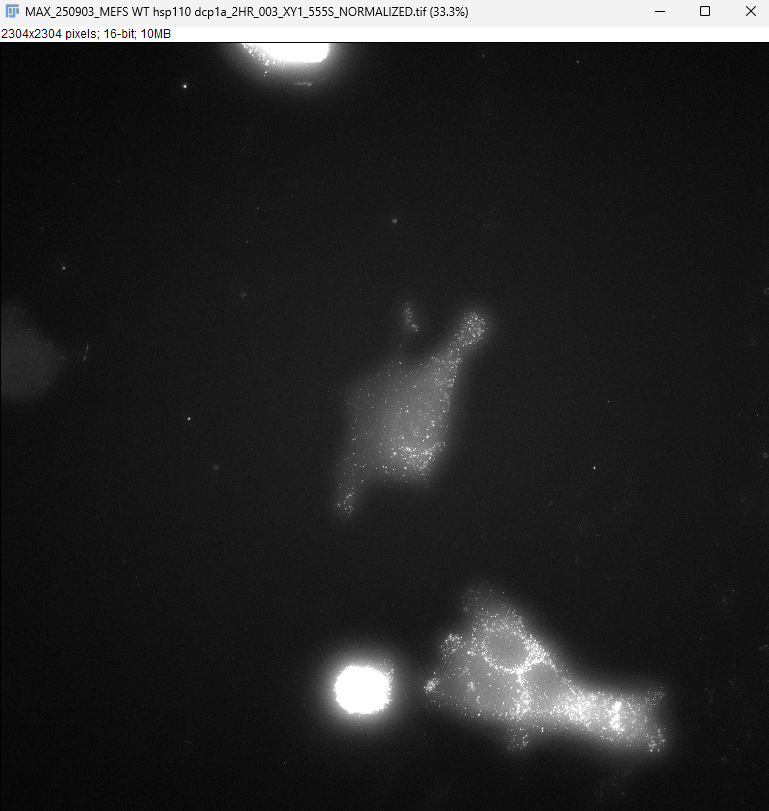 MAX_250903_MEFS WT hsp110 dcp1a_2HR_003_XY1_555S_NORMALIZED.tif (33.3%)
2304x2304 pixels; 16-bit; 10MB